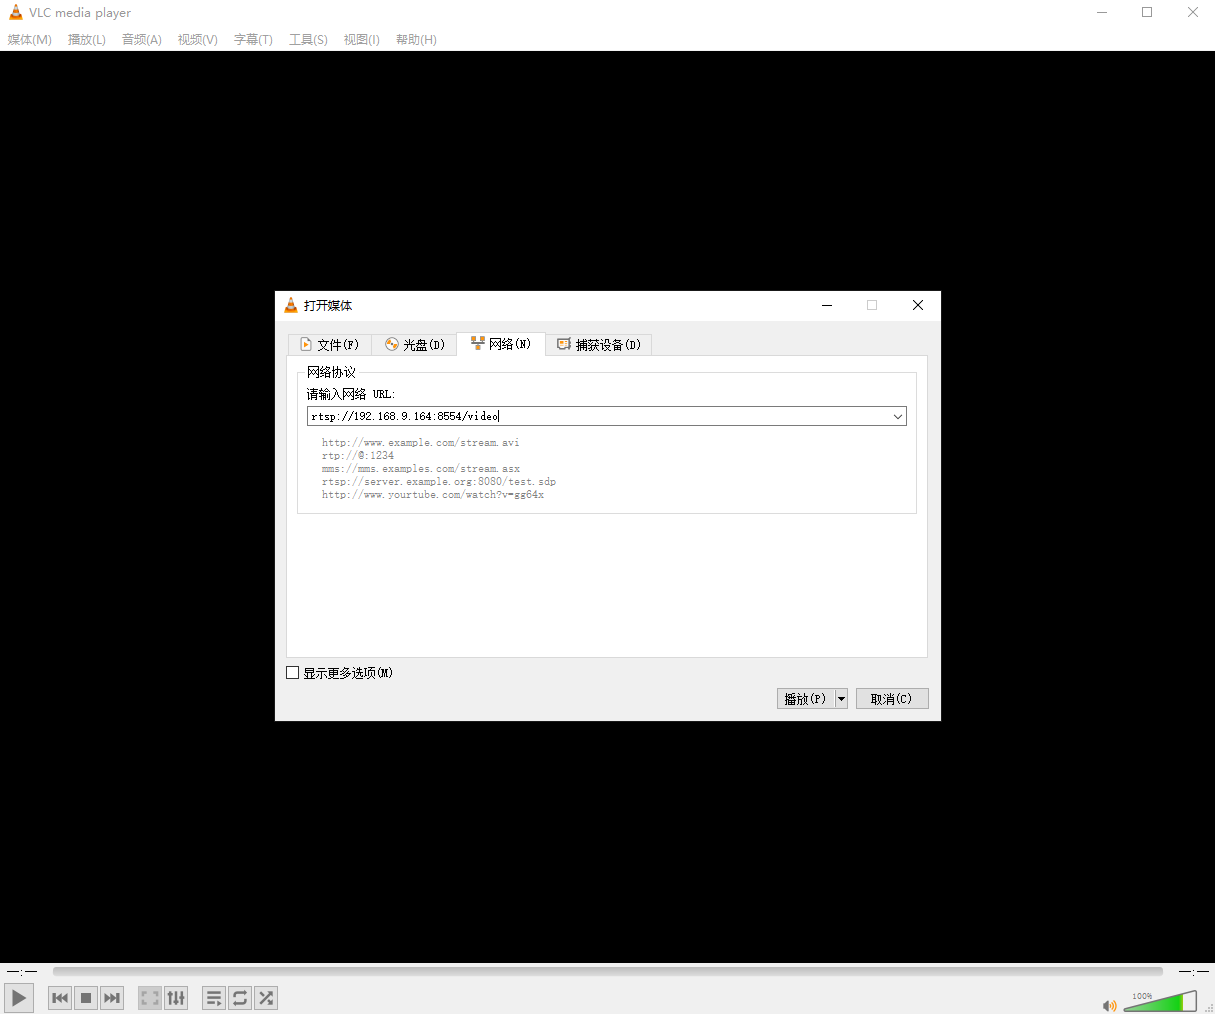 VLC media player
媒体(M) 播放(L) 音频(A) 视频(V) 字幕(T) 工具(S) 视图(I) 帮助(H)
打开媒体
文件(F) 光盘(D) 网络(N) 捕获设备(D)
网络协议
请输入网络 URL:
rtsp://192.168.9.164:8554/video
http://www.example.com/stream.avi
rtp://@:1234
mms://mms.examples.com/stream.asx
rtsp://server.example.org:8080/test.sdp
http://www.yourtube.com/watch?v=gg64x
显示更多选项(M)
播放(P) 取消(C)
--:-- --:--
100%